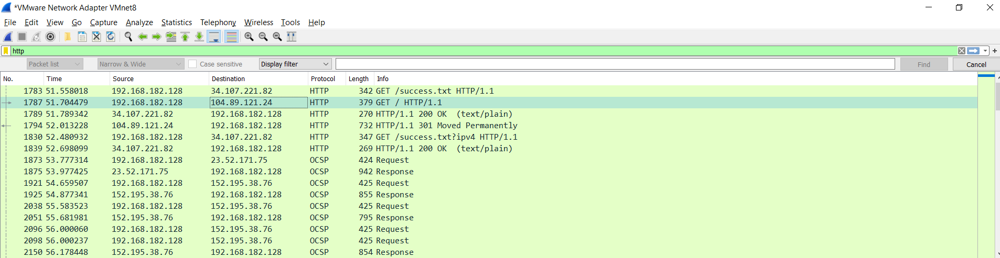 *VMware Network Adapter VMnet8
File Edit View Go Capture Analyze Statistics Telephony Wireless Tools Help
http
Packet list Narrow & Wide Case sensitive Display filter Find Cancel
No. Time Source Destination Protocol Length Info
1783 51.558018 192.168.182.128 34.107.221.82 HTTP 342 GET /success.txt HTTP/1.1
1787 51.704479 192.168.182.128 104.89.121.24 HTTP 379 GET / HTTP/1.1
1789 51.789342 34.107.221.82 192.168.182.128 HTTP 270 HTTP/1.1 200 OK (text/plain)
1794 52.013228 104.89.121.24 192.168.182.128 HTTP 732 HTTP/1.1 301 Moved Permanently
1830 52.480932 192.168.182.128 34.107.221.82 HTTP 347 GET /success.txt?ipv4 HTTP/1.1
1839 52.698099 34.107.221.82 192.168.182.128 HTTP 269 HTTP/1.1 200 OK (text/plain)
1873 53.777314 192.168.182.128 23.52.171.75 OCSP 424 Request
1875 53.977425 23.52.171.75 192.168.182.128 OCSP 942 Response
1921 54.659507 192.168.182.128 152.195.38.76 OCSP 425 Request
1925 54.877341 152.195.38.76 192.168.182.128 OCSP 855 Response
2038 55.583523 192.168.182.128 152.195.38.76 OCSP 425 Request
2051 55.681981 152.195.38.76 192.168.182.128 OCSP 795 Response
2096 56.000060 192.168.182.128 152.195.38.76 OCSP 425 Request
2098 56.000237 192.168.182.128 152.195.38.76 OCSP 425 Request
2150 56.178448 152.195.38.76 192.168.182.128 OCSP 854 Response